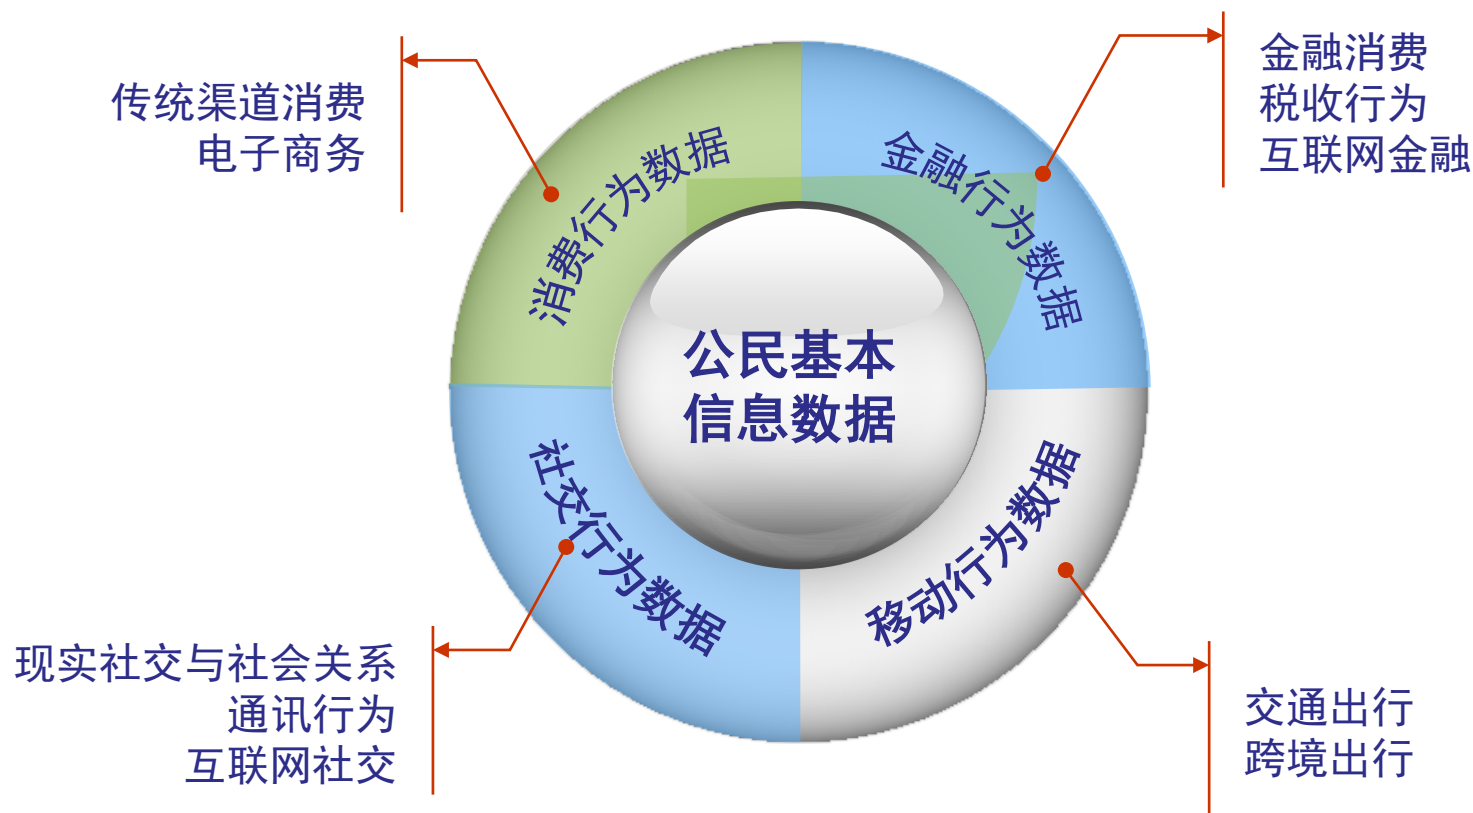 传统渠道消费
电子商务
金融消费
税收行为
互联网金融
消费行为数据
金融行为数据
公民基本
信息数据
社交行为数据
移动行为数据
现实社交与社会关系
通讯行为
互联网社交
交通出行
跨境出行